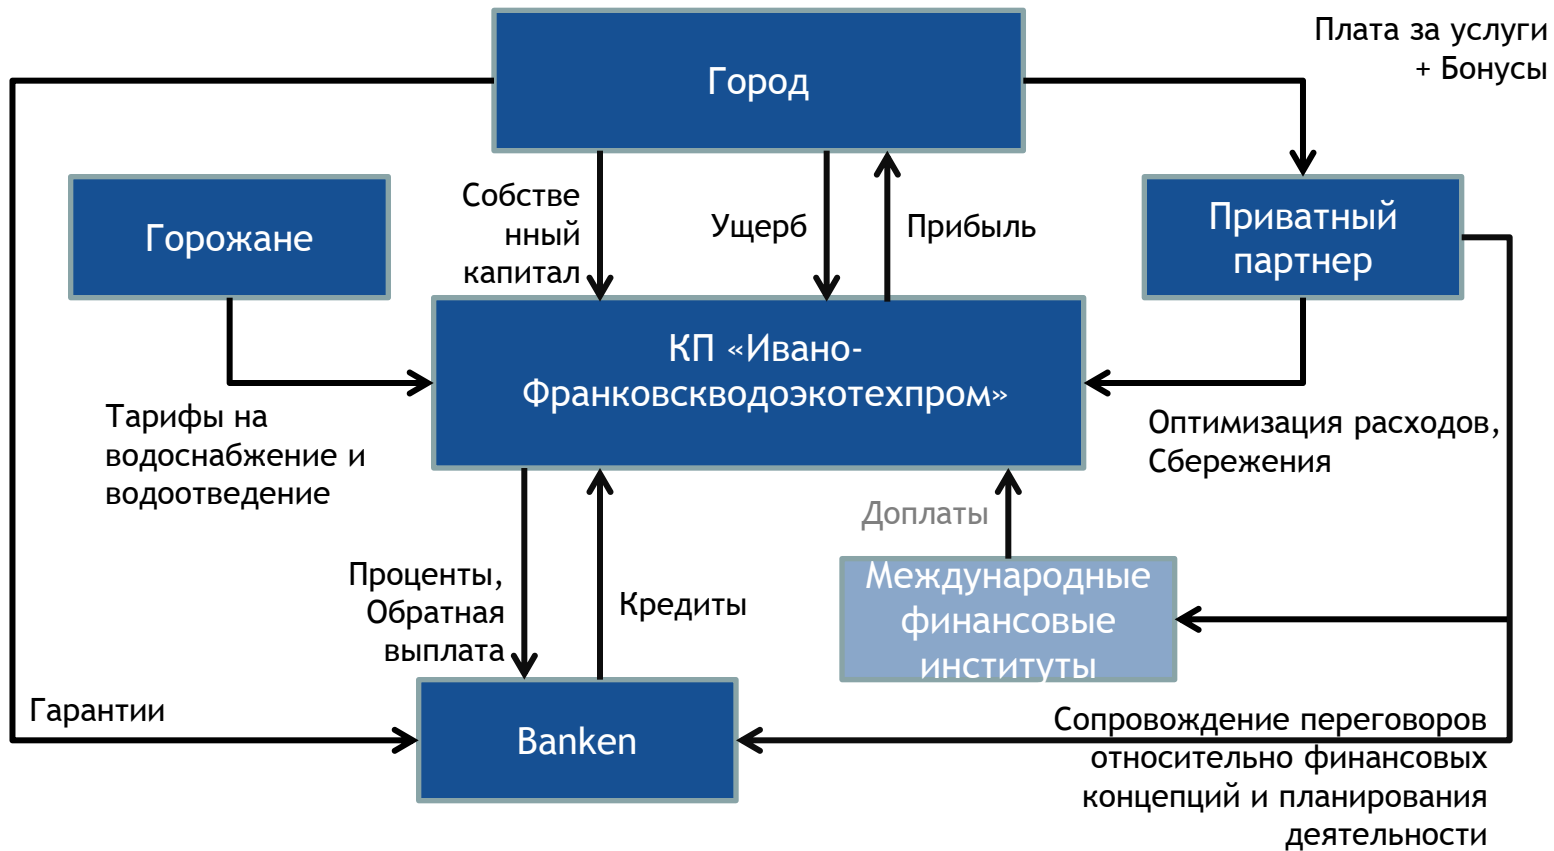 Плата за услуги
+ Бонусы
Город
Горожане
Собстве
нный
капитал
Ущерб
Прибыль
Приватный
партнер
КП «Ивано-
Франковскводоэкотехпром»
Тарифы на
водоснабжение и
водоотведение
Оптимизация расходов,
Сбережения
Доплаты
Проценты,
Обратная
выплата
Кредиты
Международные
финансовые
институты
Гарантии
Banken
Сопровождение переговоров
относительно финансовых
концепций и планирования
деятельности